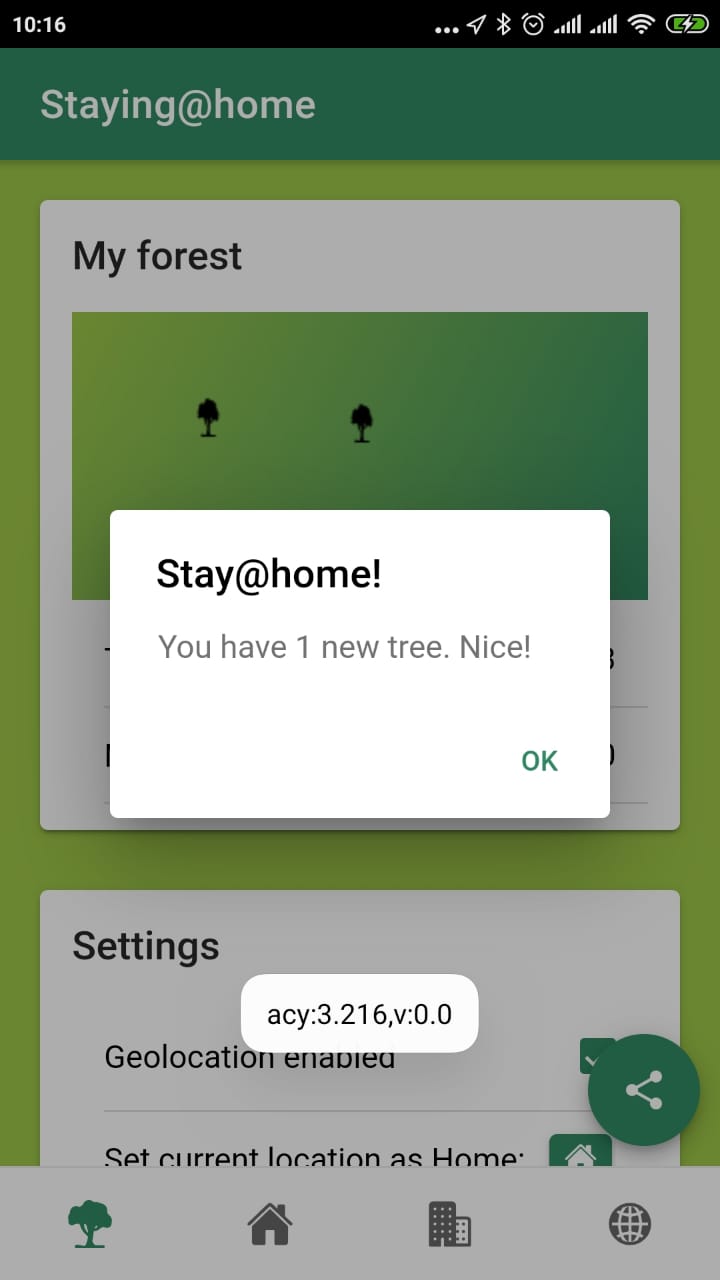 10:16
Staying@home
My forest
Stay@home!
You have 1 new tree. Nice!
OK
Settings
acy:3.216,v:0.0
Geolocation enabled
Set current location as Home: